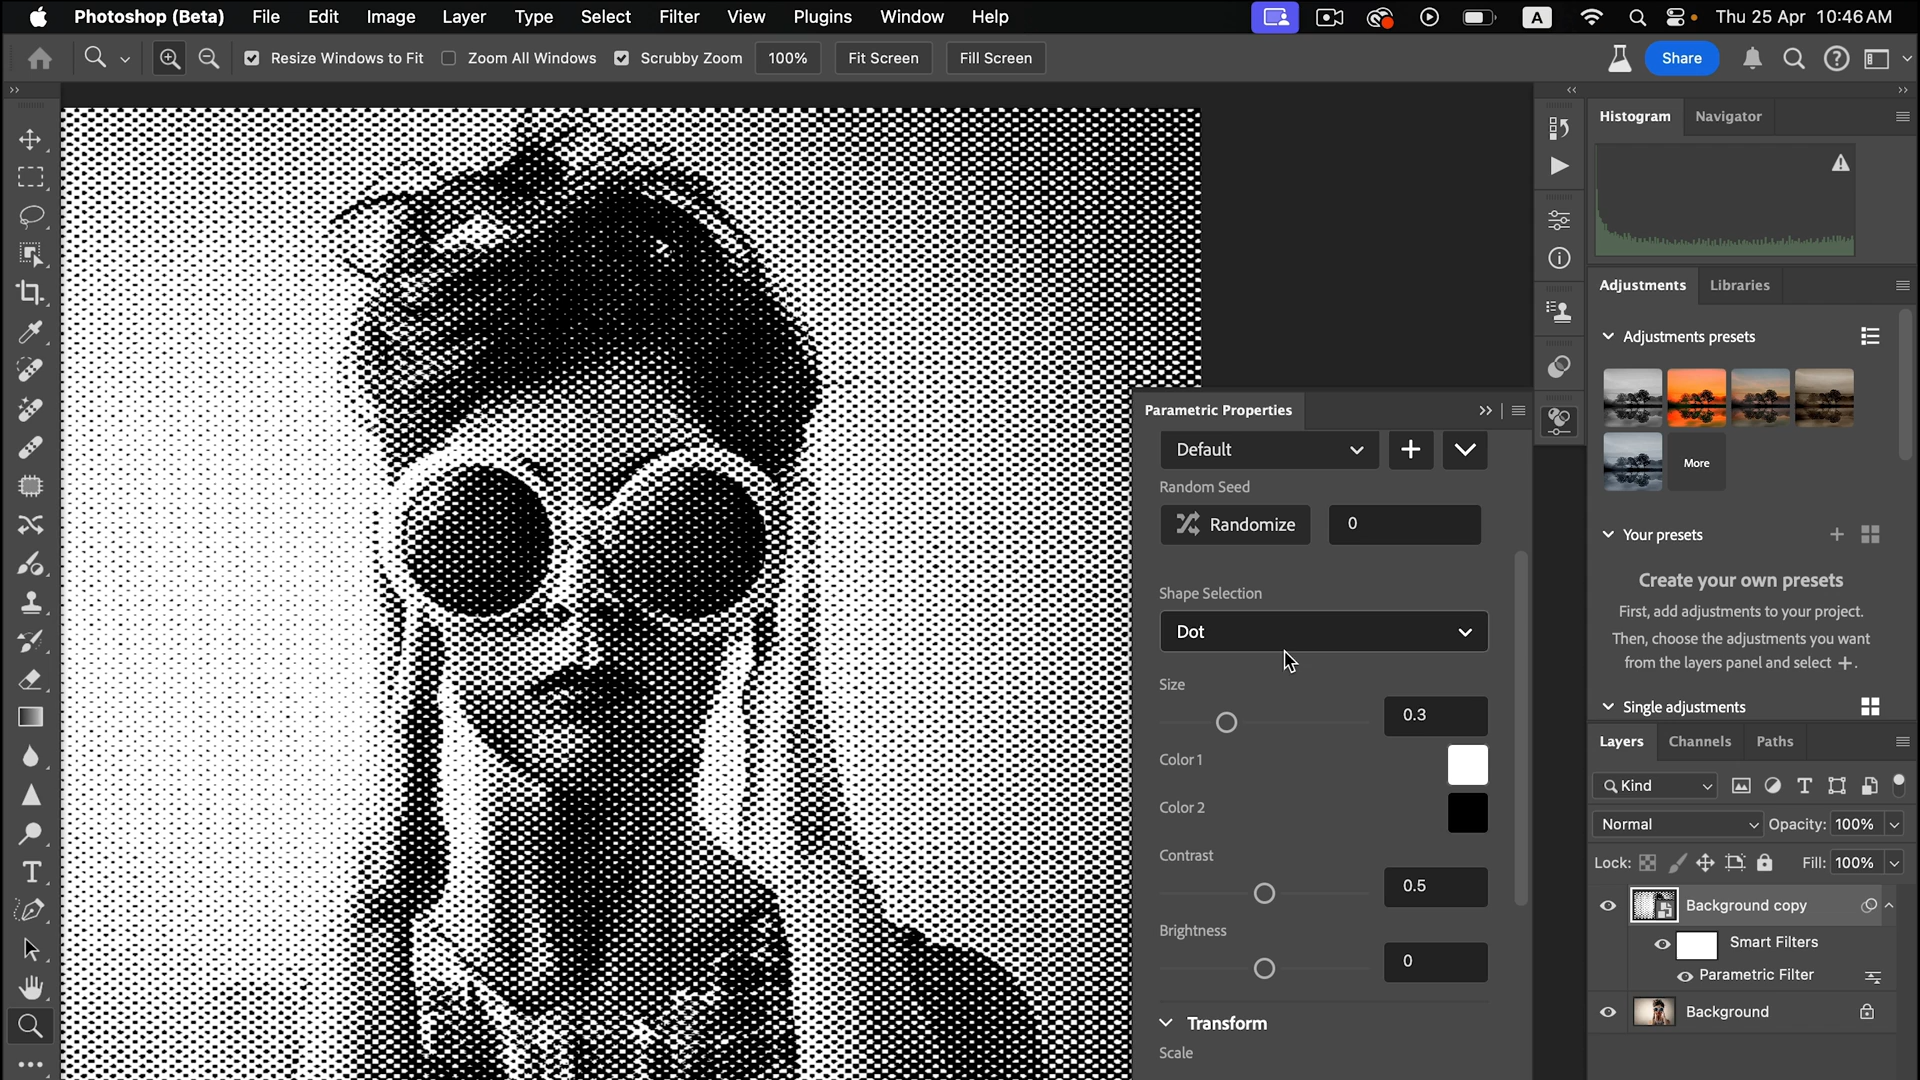 Photoshop (Beta) File Edit Image Layer Type Select Filter View Plugins Window Help A Thu 25 Apr 10:46 AM
Resize Windows to Fit Zoom All Windows Scrubby Zoom 100% Fit Screen Fill Screen Share
Histogram Navigator
Adjustments Libraries
Adjustments presets
More
Your presets
Create your own presets
First, add adjustments to your project.
Then, choose the adjustments you want
from the layers panel and select +.
Single adjustments
Parametric Properties
Default
Random Seed
Randomize 0
Shape Selection
Dot
Size
0.3
Color 1
Color 2
Contrast
0.5
Brightness
0
Transform
Scale
Layers Channels Paths
Kind
Normal Opacity: 100%
Lock: Fill: 100%
Background copy
Smart Filters
Parametric Filter
Background